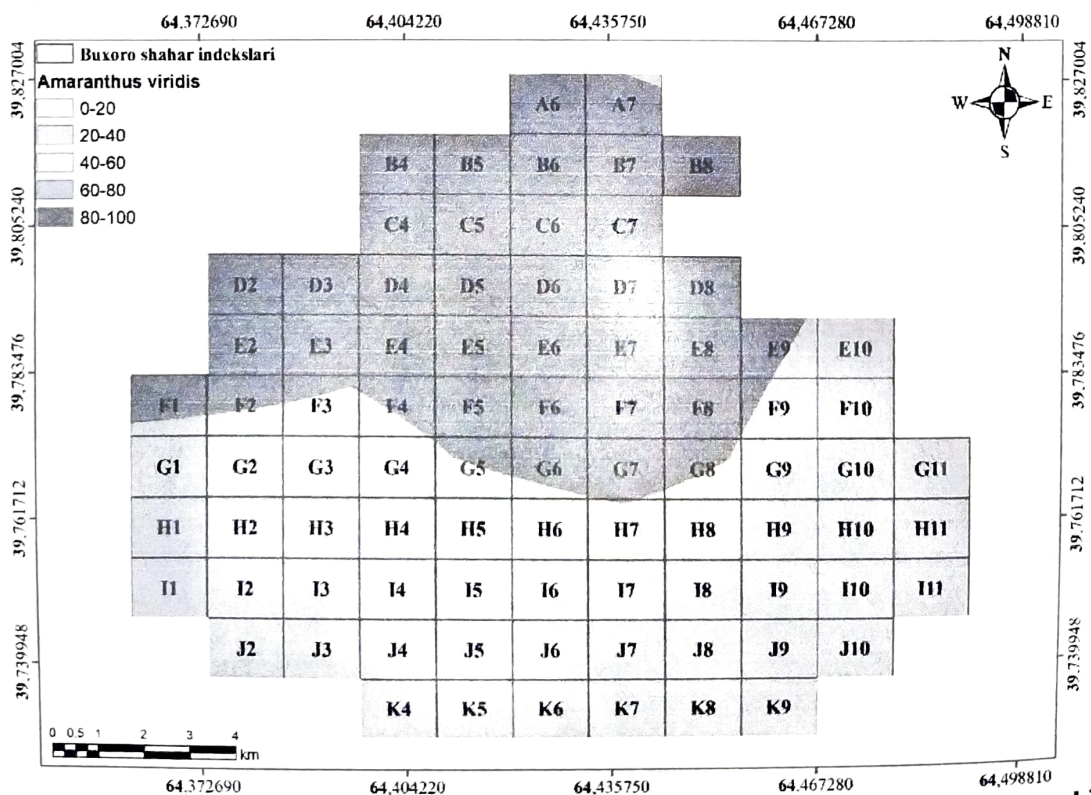 64.372690 64,404220 64,435750 64,467280 64,498810
39,827004 39,827004
Buxoro shahar indekslari
Amaranthus viridis
0-20
20-40
40-60
60-80
80-100
N
W E
S
A6 A7
B4 B5 B6 B7 B8
39,805240 39,805240
C4 C5 C6 C7
D2 D3 D4 D5 D6 D7 D8
E2 E3 E4 E5 E6 E7 E8 E9 E10
39,783476 39,783476
F1 F2 F3 F4 F5 F6 F7 F8 F9 F10
G1 G2 G3 G4 G5 G6 G7 G8 G9 G10 G11
39,761712 39,761712
H1 H2 H3 H4 H5 H6 H7 H8 H9 H10 H11
I1 I2 I3 I4 I5 I6 I7 I8 I9 I10 I11
39,739948 39,739948
J2 J3 J4 J5 J6 J7 J8 J9 J10
K4 K5 K6 K7 K8 K9
0 0.5 1 2 3 4
km
64.372690 64,404220 64,435750 64,467280 64,498810